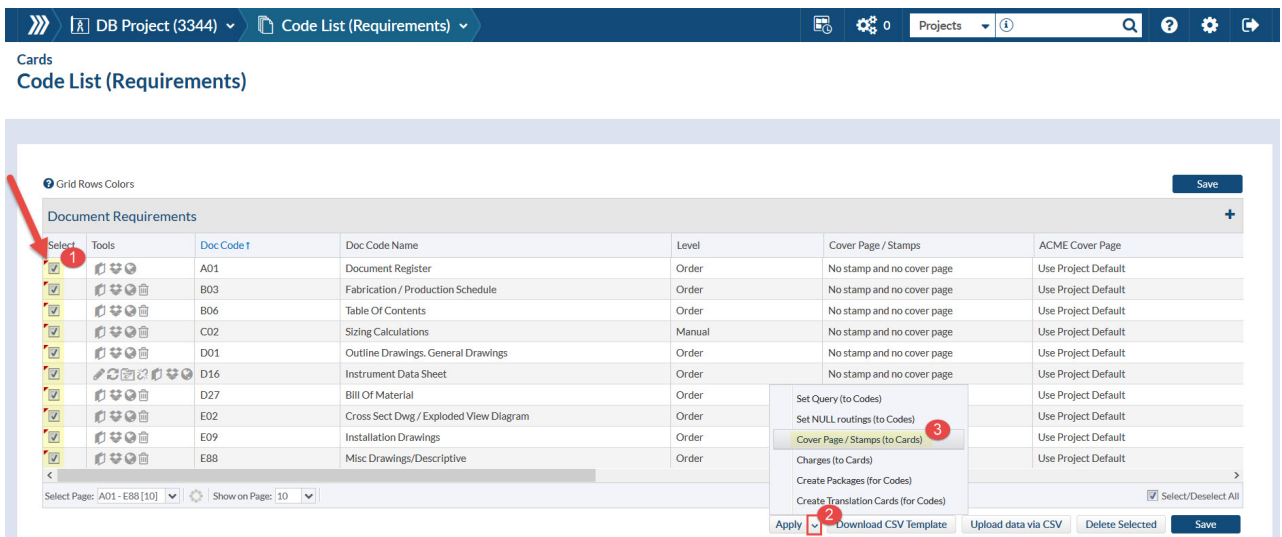 DB Project (3344) Code List (Requirements) 0 Projects
Cards
Code List (Requirements)
Grid Rows Colors Save
Document Requirements +
Select Tools Doc Code ↑ Doc Code Name Level Cover Page / Stamps ACME Cover Page
1
A01 Document Register Order No stamp and no cover page Use Project Default
B03 Fabrication / Production Schedule Order No stamp and no cover page Use Project Default
B06 Table Of Contents Order No stamp and no cover page Use Project Default
C02 Sizing Calculations Manual No stamp and no cover page Use Project Default
D01 Outline Drawings. General Drawings Order No stamp and no cover page Use Project Default
D16 Instrument Data Sheet Order No stamp and no cover page Use Project Default
D27 Bill Of Material Order Use Project Default
E02 Cross Sect Dwg / Exploded View Diagram Order Use Project Default
E09 Installation Drawings Order Use Project Default
E88 Misc Drawings/Descriptive Order Use Project Default
Set Query (to Codes)
Set NULL routings (to Codes)
Cover Page / Stamps (to Cards) 3
Charges (to Cards)
Create Packages (for Codes)
Create Translation Cards (for Codes)
Select Page: A01 - E88 [10] Show on Page: 10 Select/Deselect All
Apply 2 Download CSV Template Upload data via CSV Delete Selected Save